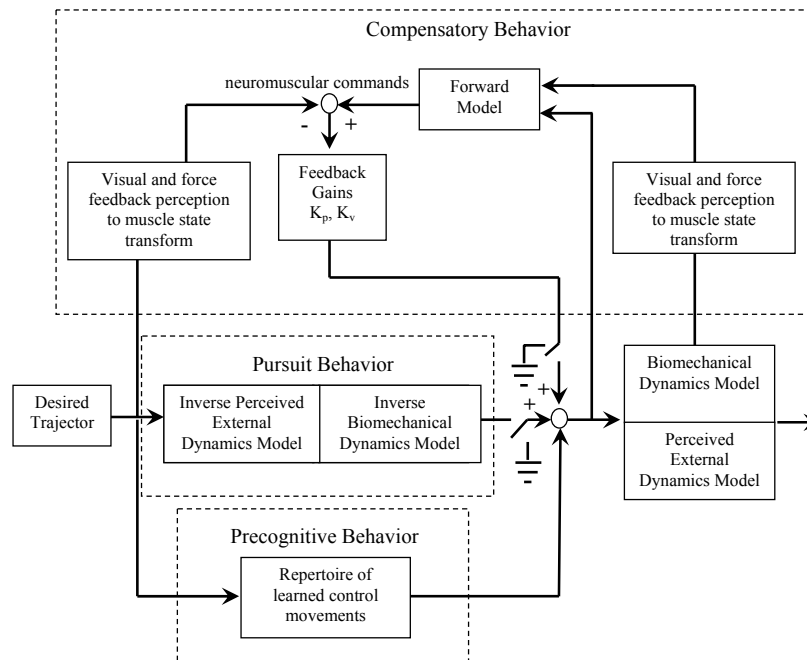 Compensatory Behavior
neuromuscular commands
Forward
Model
-
+
Visual and force
feedback perception
to muscle state
transform
Feedback
Gains
Kp, Kv
Visual and force
feedback perception
to muscle state
transform
Pursuit Behavior
Desired
Trajector
Inverse Perceived
External
Dynamics Model
Inverse
Biomechanical
Dynamics Model
+
+
Biomechanical
Dynamics Model
Perceived
External
Dynamics Model
Precognitive Behavior
Repertoire of
learned control
movements